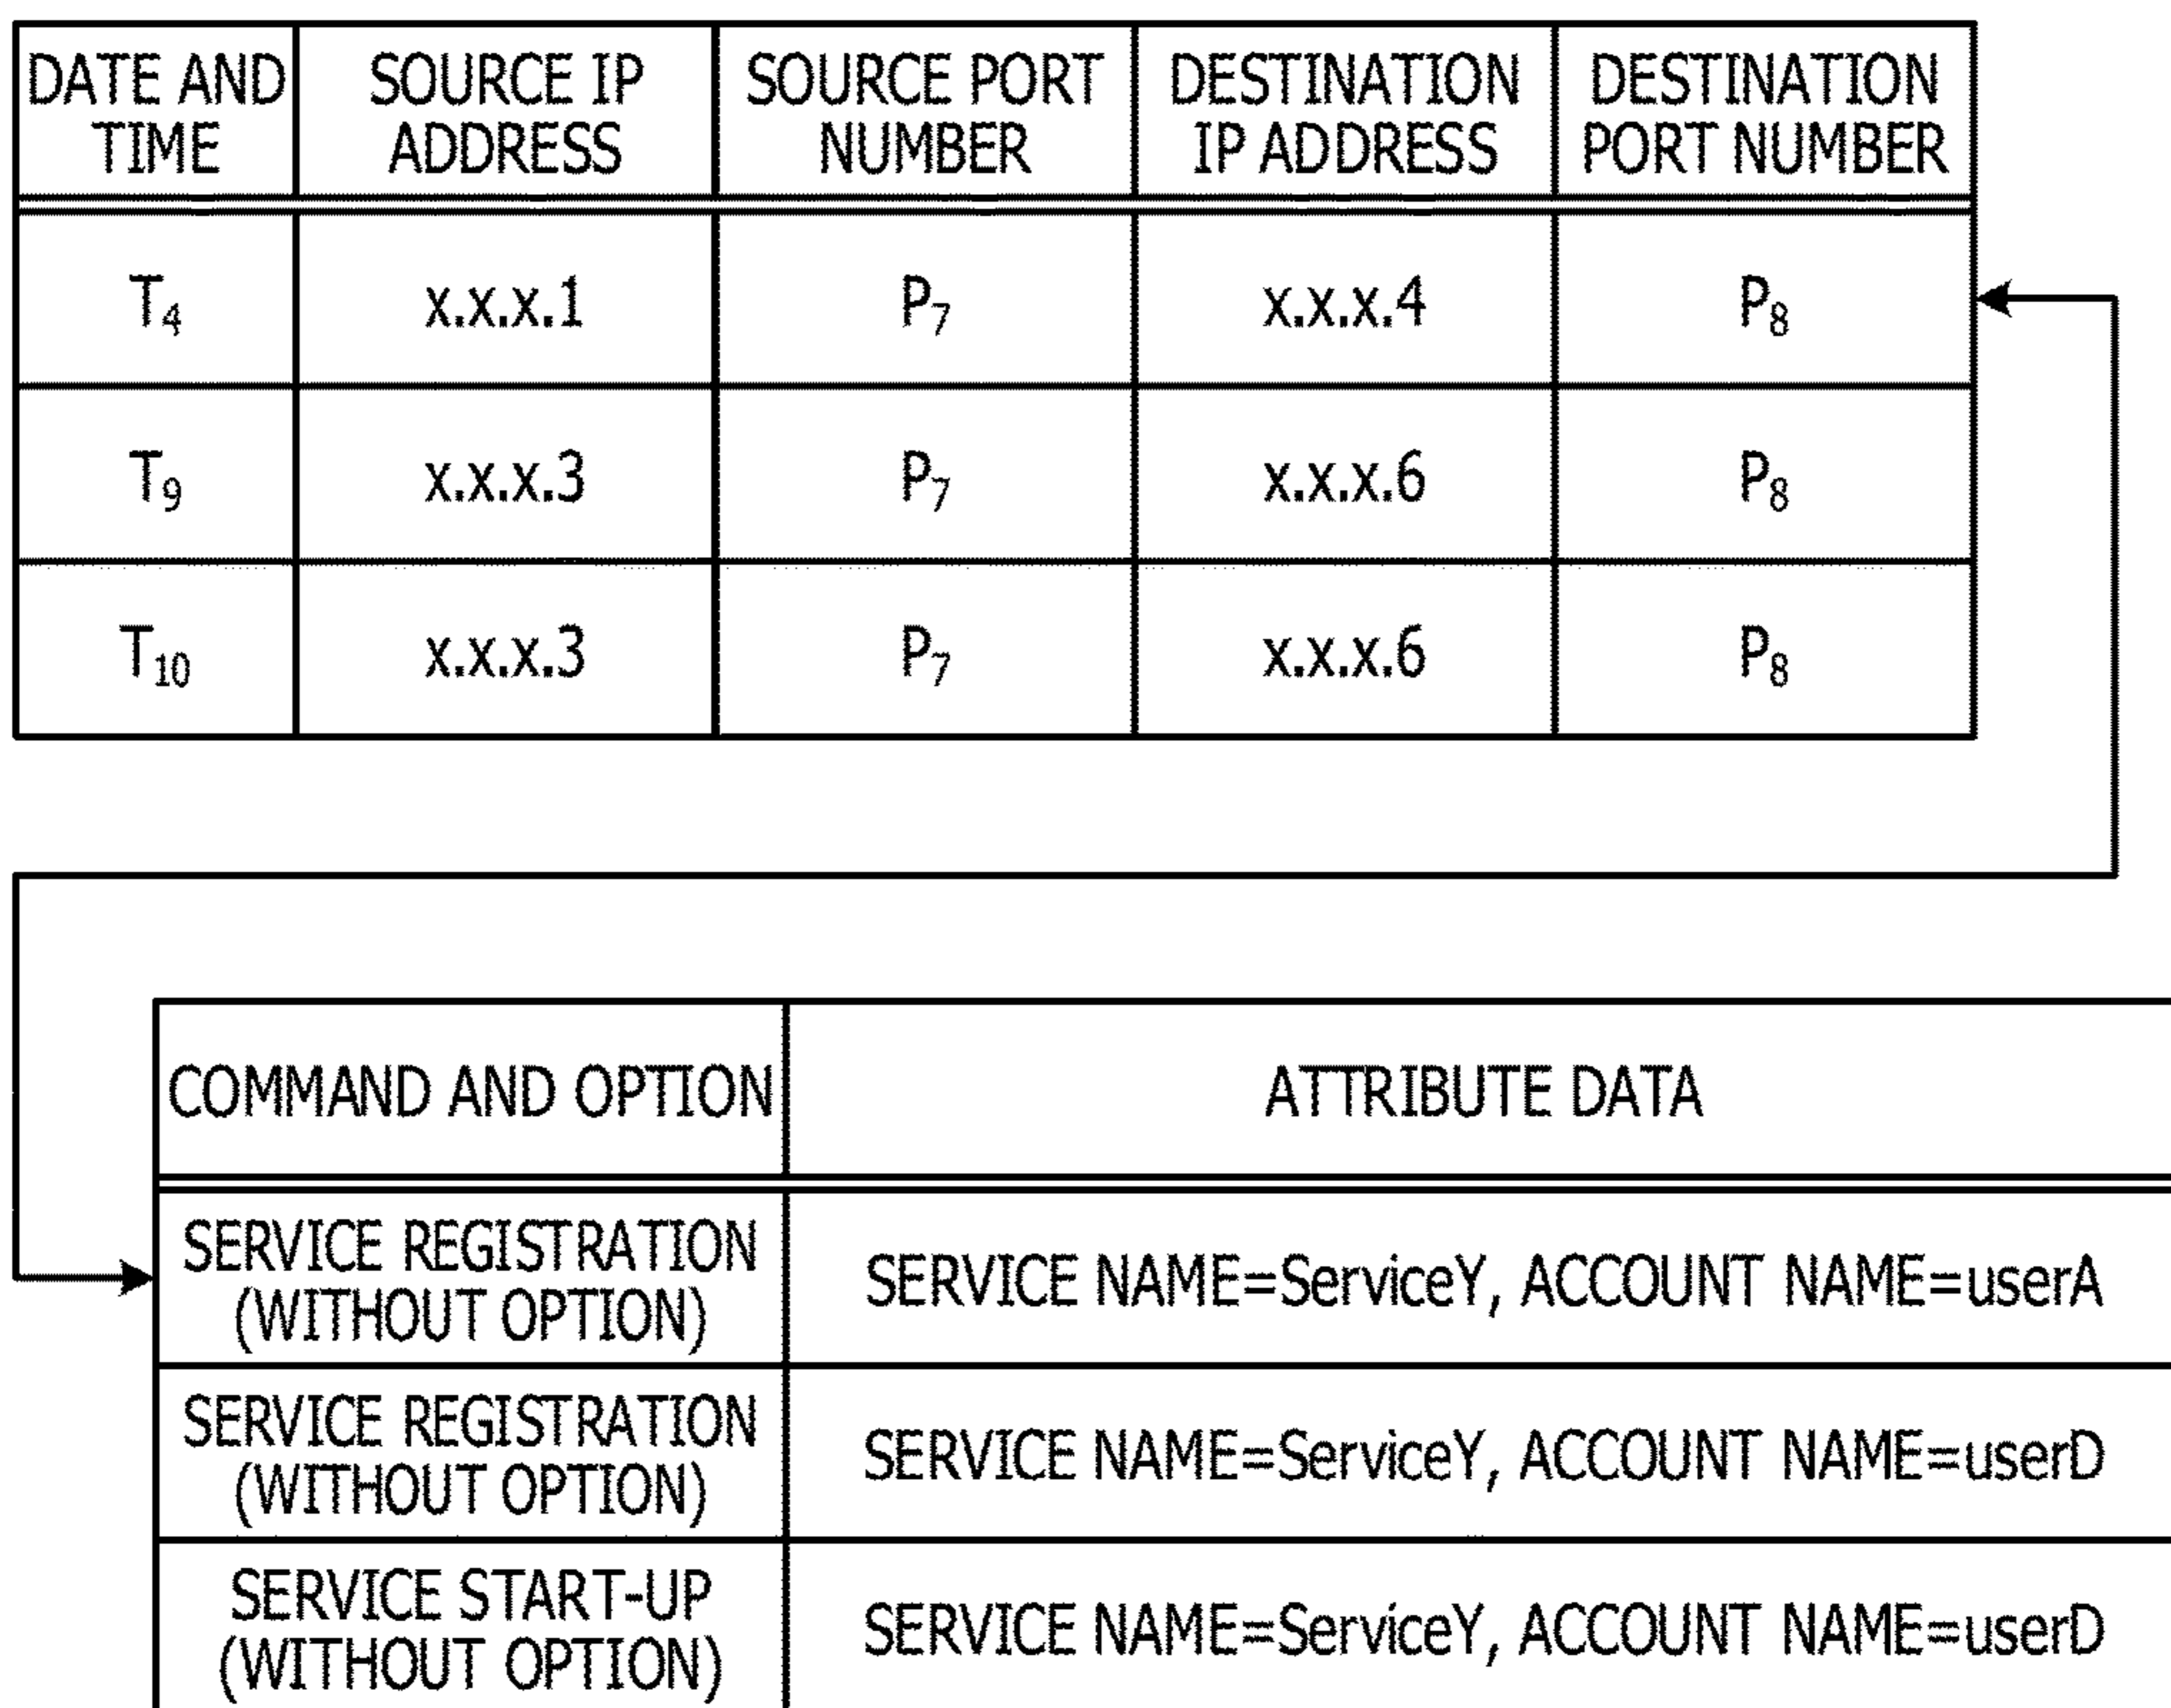 DATE AND TIME SOURCE IP ADDRESS SOURCE PORT NUMBER DESTINATION IP ADDRESS DESTINATION PORT NUMBER
T4 x.x.x.1 P7 x.x.x.4 P8
T9 x.x.x.3 P7 x.x.x.6 P8
T10 x.x.x.3 P7 x.x.x.6 P8
COMMAND AND OPTION ATTRIBUTE DATA
SERVICE REGISTRATION (WITHOUT OPTION) SERVICE NAME=ServiceY, ACCOUNT NAME=userA
SERVICE REGISTRATION (WITHOUT OPTION) SERVICE NAME=ServiceY, ACCOUNT NAME=userD
SERVICE START-UP (WITHOUT OPTION) SERVICE NAME=ServiceY, ACCOUNT NAME=userD